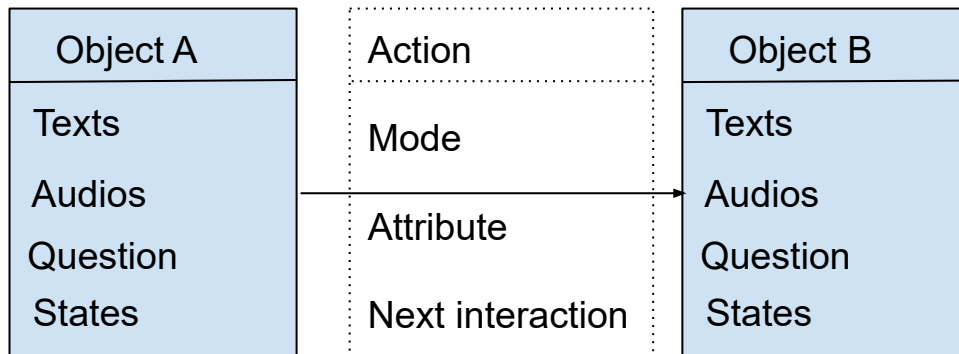 Object A
Texts
Audios
Question
States
Action
Mode
Attribute
Next interaction
Object B
Texts
Audios
Question
States